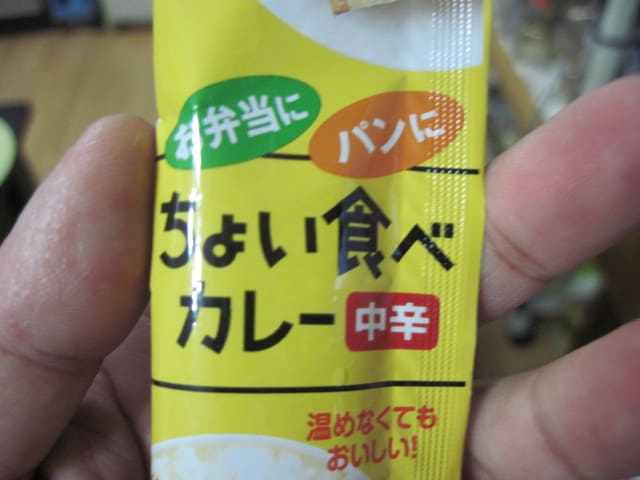 お弁当に
パンに
ちょい食べ
カレー 中辛
温めなくても
おいしい!